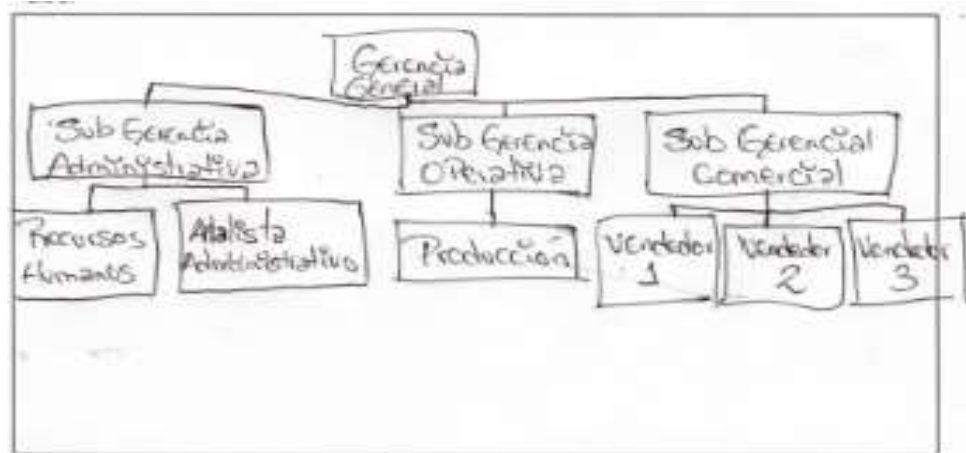 Gerencia
General
Sub Gerencia
Administrativa
Sub Gerencia
Operativa
Sub Gerencial
Comercial
Recursos
Humanos
Analista
Administrativo
Producción
Vendedor
1
Vendedor
2
Vendedor
3